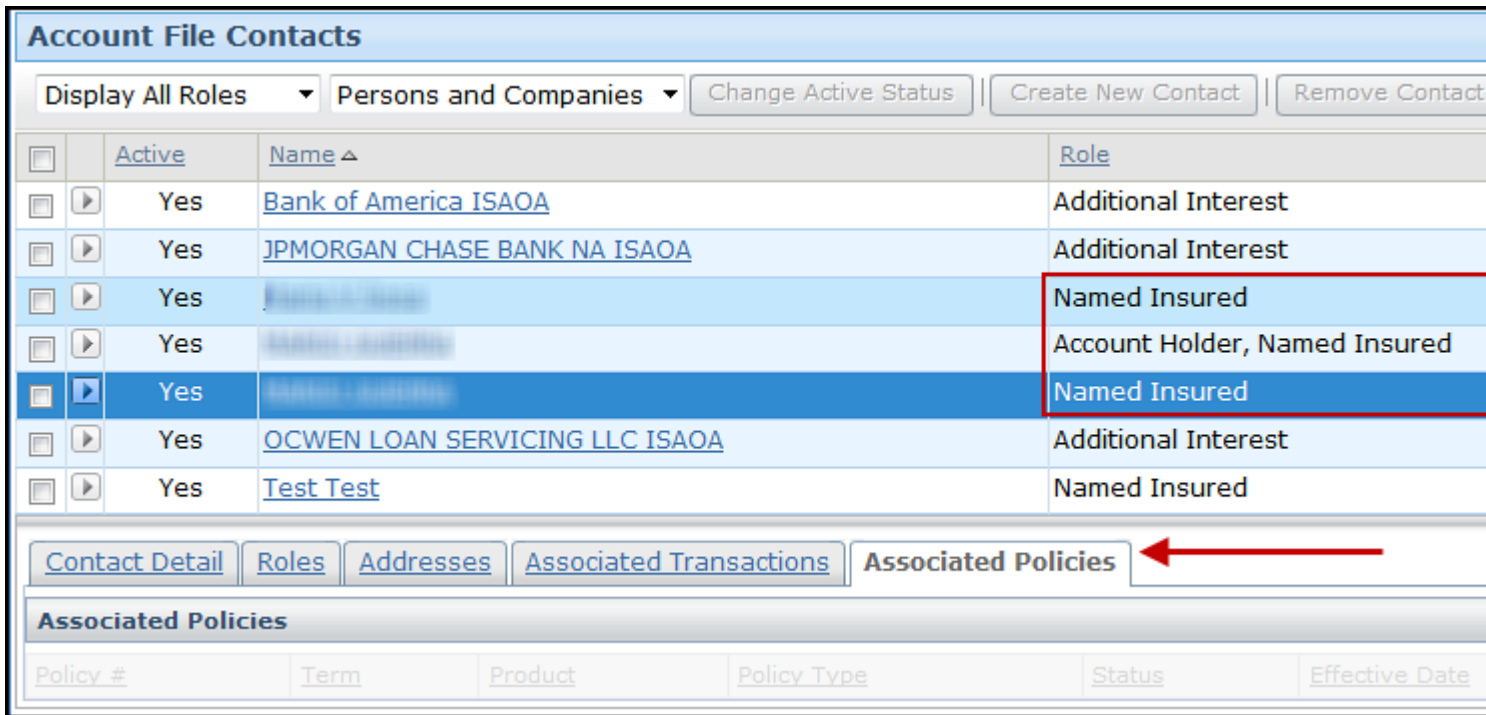 Account File Contacts
Display All Roles Persons and Companies Change Active Status Create New Contact Remove Contact
Active Name Role
Yes Bank of America ISAOA Additional Interest
Yes JPMORGAN CHASE BANK NA ISAOA Additional Interest
Yes Named Insured
Yes Account Holder, Named Insured
Yes Named Insured
Yes OCWEN LOAN SERVICING LLC ISAOA Additional Interest
Yes Test Test Named Insured
Contact Detail Roles Addresses Associated Transactions Associated Policies
Associated Policies
Policy # Term Product Policy Type Status Effective Date